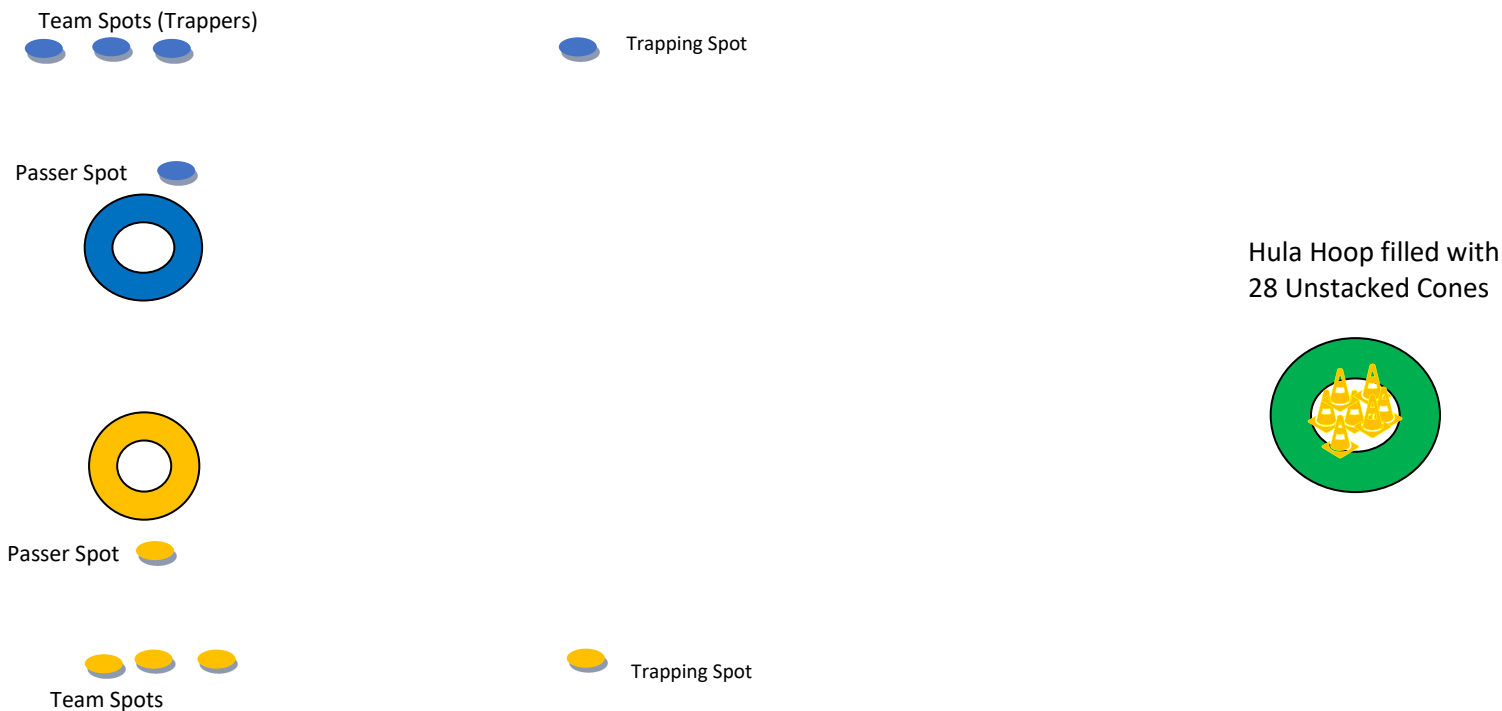 Team Spots (Trappers)
Trapping Spot
Passer Spot
Hula Hoop filled with
28 Unstacked Cones
Passer Spot
Trapping Spot
Team Spots